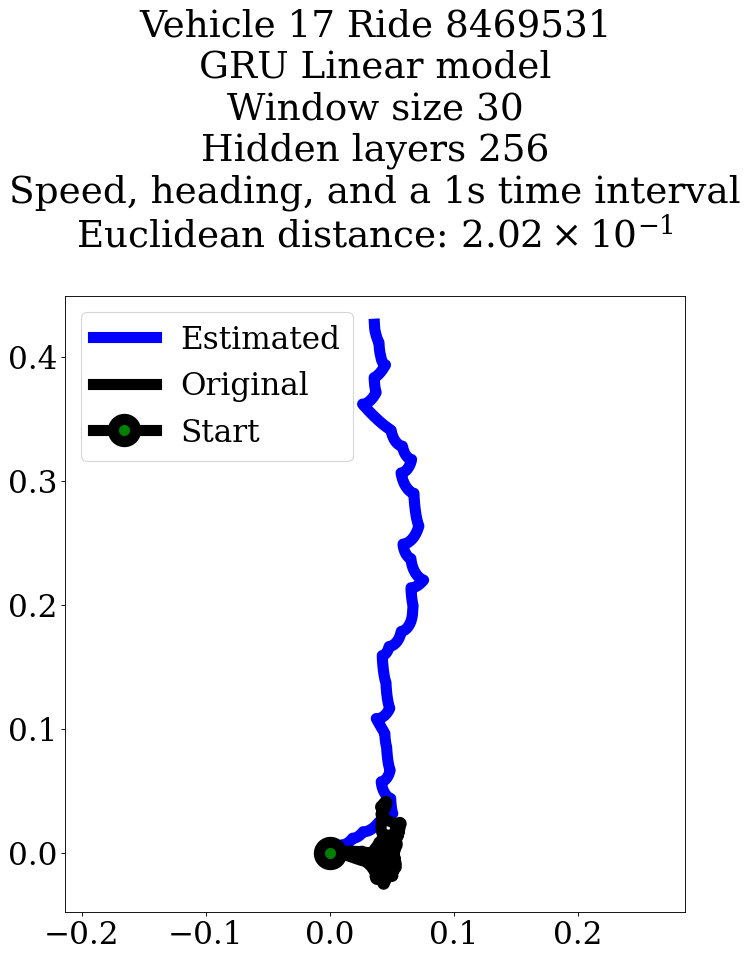 Vehicle 17 Ride 8469531
GRU Linear model
Window size 30
Hidden layers 256
Speed, heading, and a 1s time interval
Euclidean distance: 2.02 × 10⁻¹
Estimated
Original
Start
0.4
0.3
0.2
0.1
0.0
−0.2 −0.1 0.0 0.1 0.2